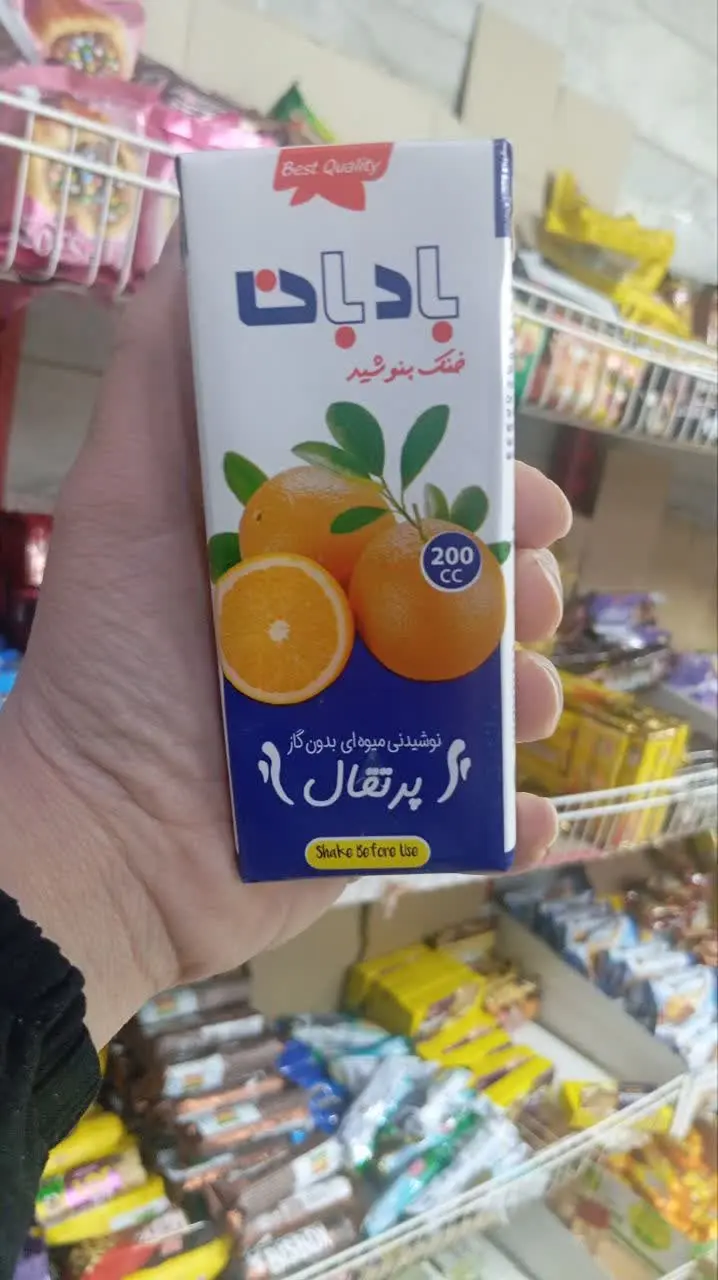 Best Quality
بادبان
خنک بنوشید
200
CC
نوشیدنی میوه ای بدون گاز
پرتقال
Shake Before Use